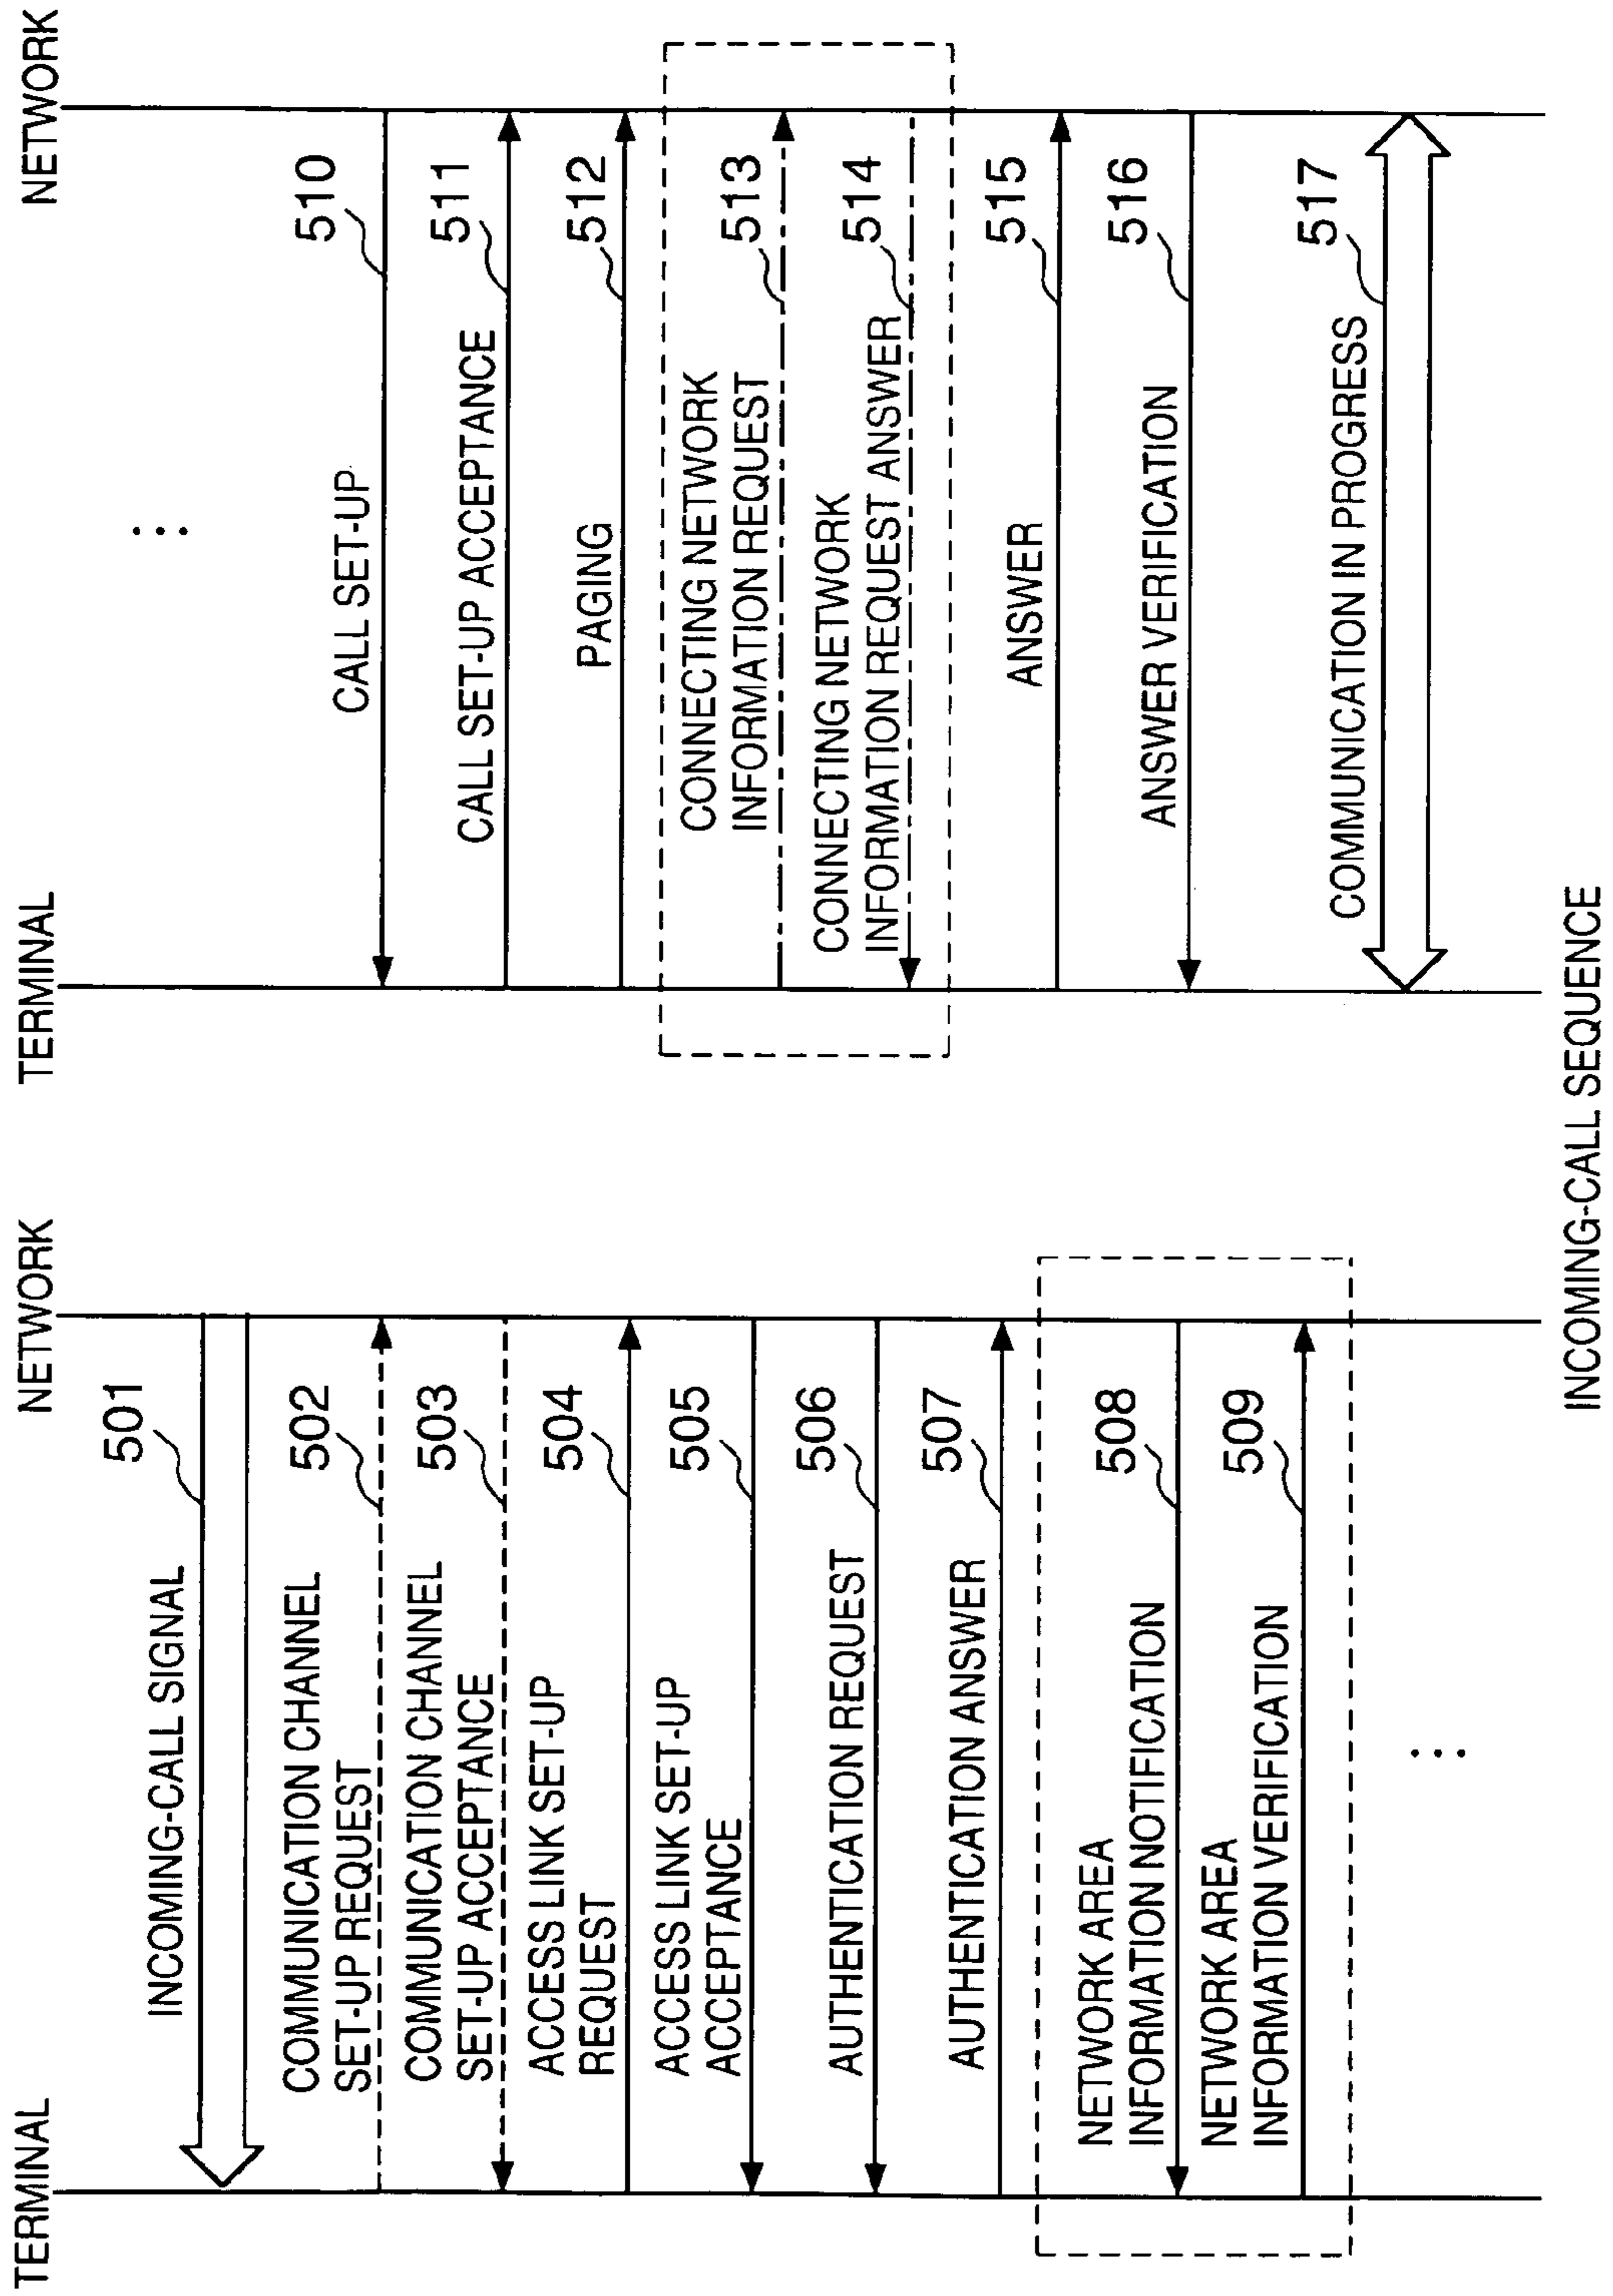 TERMINAL
NETWORK
INCOMING-CALL SIGNAL
501
COMMUNICATION CHANNEL
SET-UP REQUEST
502
COMMUNICATION CHANNEL
SET-UP ACCEPTANCE
503
ACCESS LINK SET-UP
REQUEST
504
ACCESS LINK SET-UP
ACCEPTANCE
505
AUTHENTICATION REQUEST
506
AUTHENTICATION ANSWER
507
NETWORK AREA
INFORMATION NOTIFICATION
508
NETWORK AREA
INFORMATION VERIFICATION
509
...
TERMINAL
NETWORK
...
CALL SET-UP
510
CALL SET-UP ACCEPTANCE
511
PAGING
512
CONNECTING NETWORK
INFORMATION REQUEST
513
CONNECTING NETWORK
INFORMATION REQUEST ANSWER
514
ANSWER
515
ANSWER VERIFICATION
516
COMMUNICATION IN PROGRESS
517
INCOMING-CALL SEQUENCE